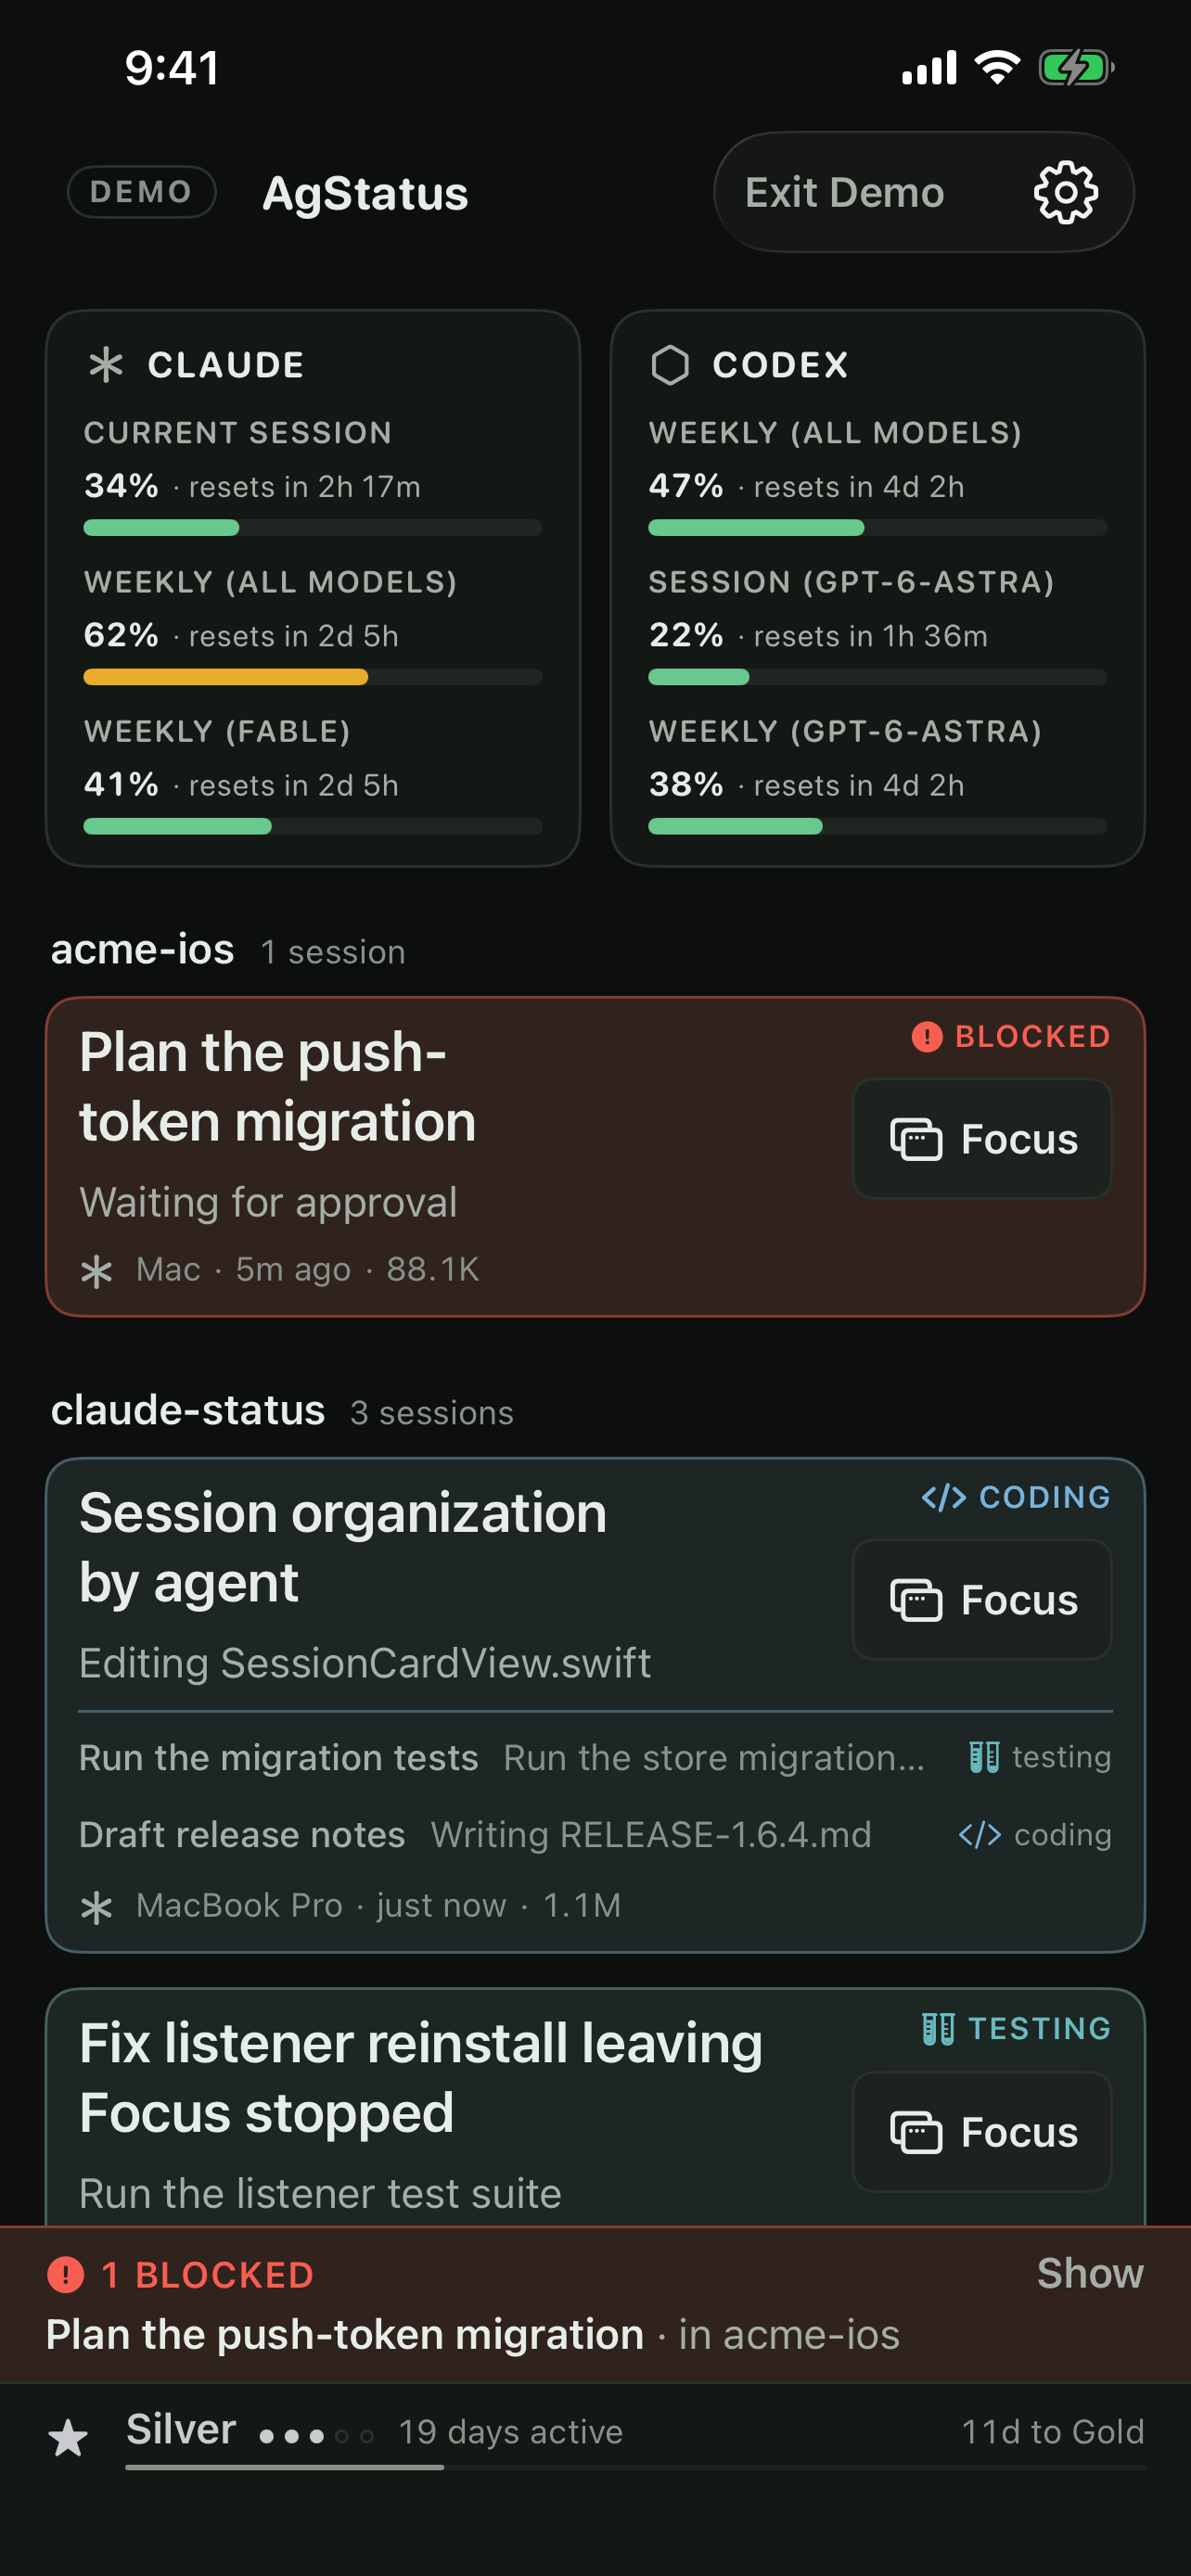 9:41
DEMO AgStatus Exit Demo
CLAUDE
CURRENT SESSION
34% · resets in 2h 17m
WEEKLY (ALL MODELS)
62% · resets in 2d 5h
WEEKLY (FABLE)
41% · resets in 2d 5h
CODEX
WEEKLY (ALL MODELS)
47% · resets in 4d 2h
SESSION (GPT-6-ASTRA)
22% · resets in 1h 36m
WEEKLY (GPT-6-ASTRA)
38% · resets in 4d 2h
acme-ios 1 session
Plan the push-
token migration
BLOCKED
Focus
Waiting for approval
Mac · 5m ago · 88.1K
claude-status 3 sessions
Session organization
by agent
</> CODING
Focus
Editing SessionCardView.swift
Run the migration tests Run the store migration... testing
Draft release notes Writing RELEASE-1.6.4.md </> coding
MacBook Pro · just now · 1.1M
Fix listener reinstall leaving
Focus stopped
TESTING
Focus
Run the listener test suite
1 BLOCKED Show
Plan the push-token migration · in acme-ios
Silver 19 days active 11d to Gold